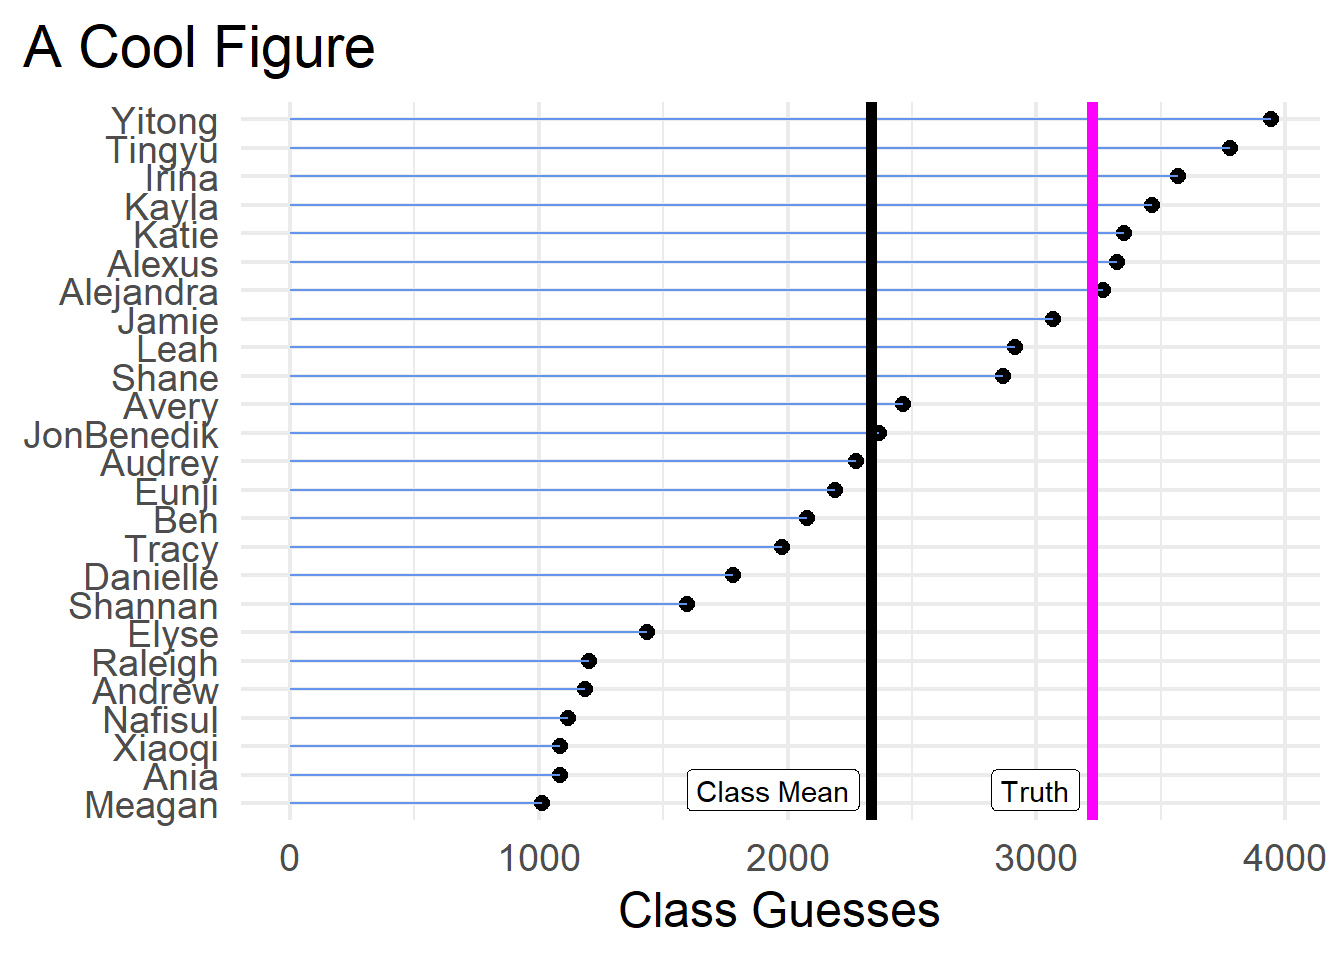 A Cool Figure
Yitong
Tingyu
Irina
Kayla
Katie
Alexus
Alejandra
Jamie
Leah
Shane
Avery
JonBenedik
Audrey
Eunji
Ben
Tracy
Danielle
Shannan
Elyse
Raleigh
Andrew
Nafisul
Xiaoqi
Ania
Meagan
Class Mean
Truth
0 1000 2000 3000 4000
Class Guesses